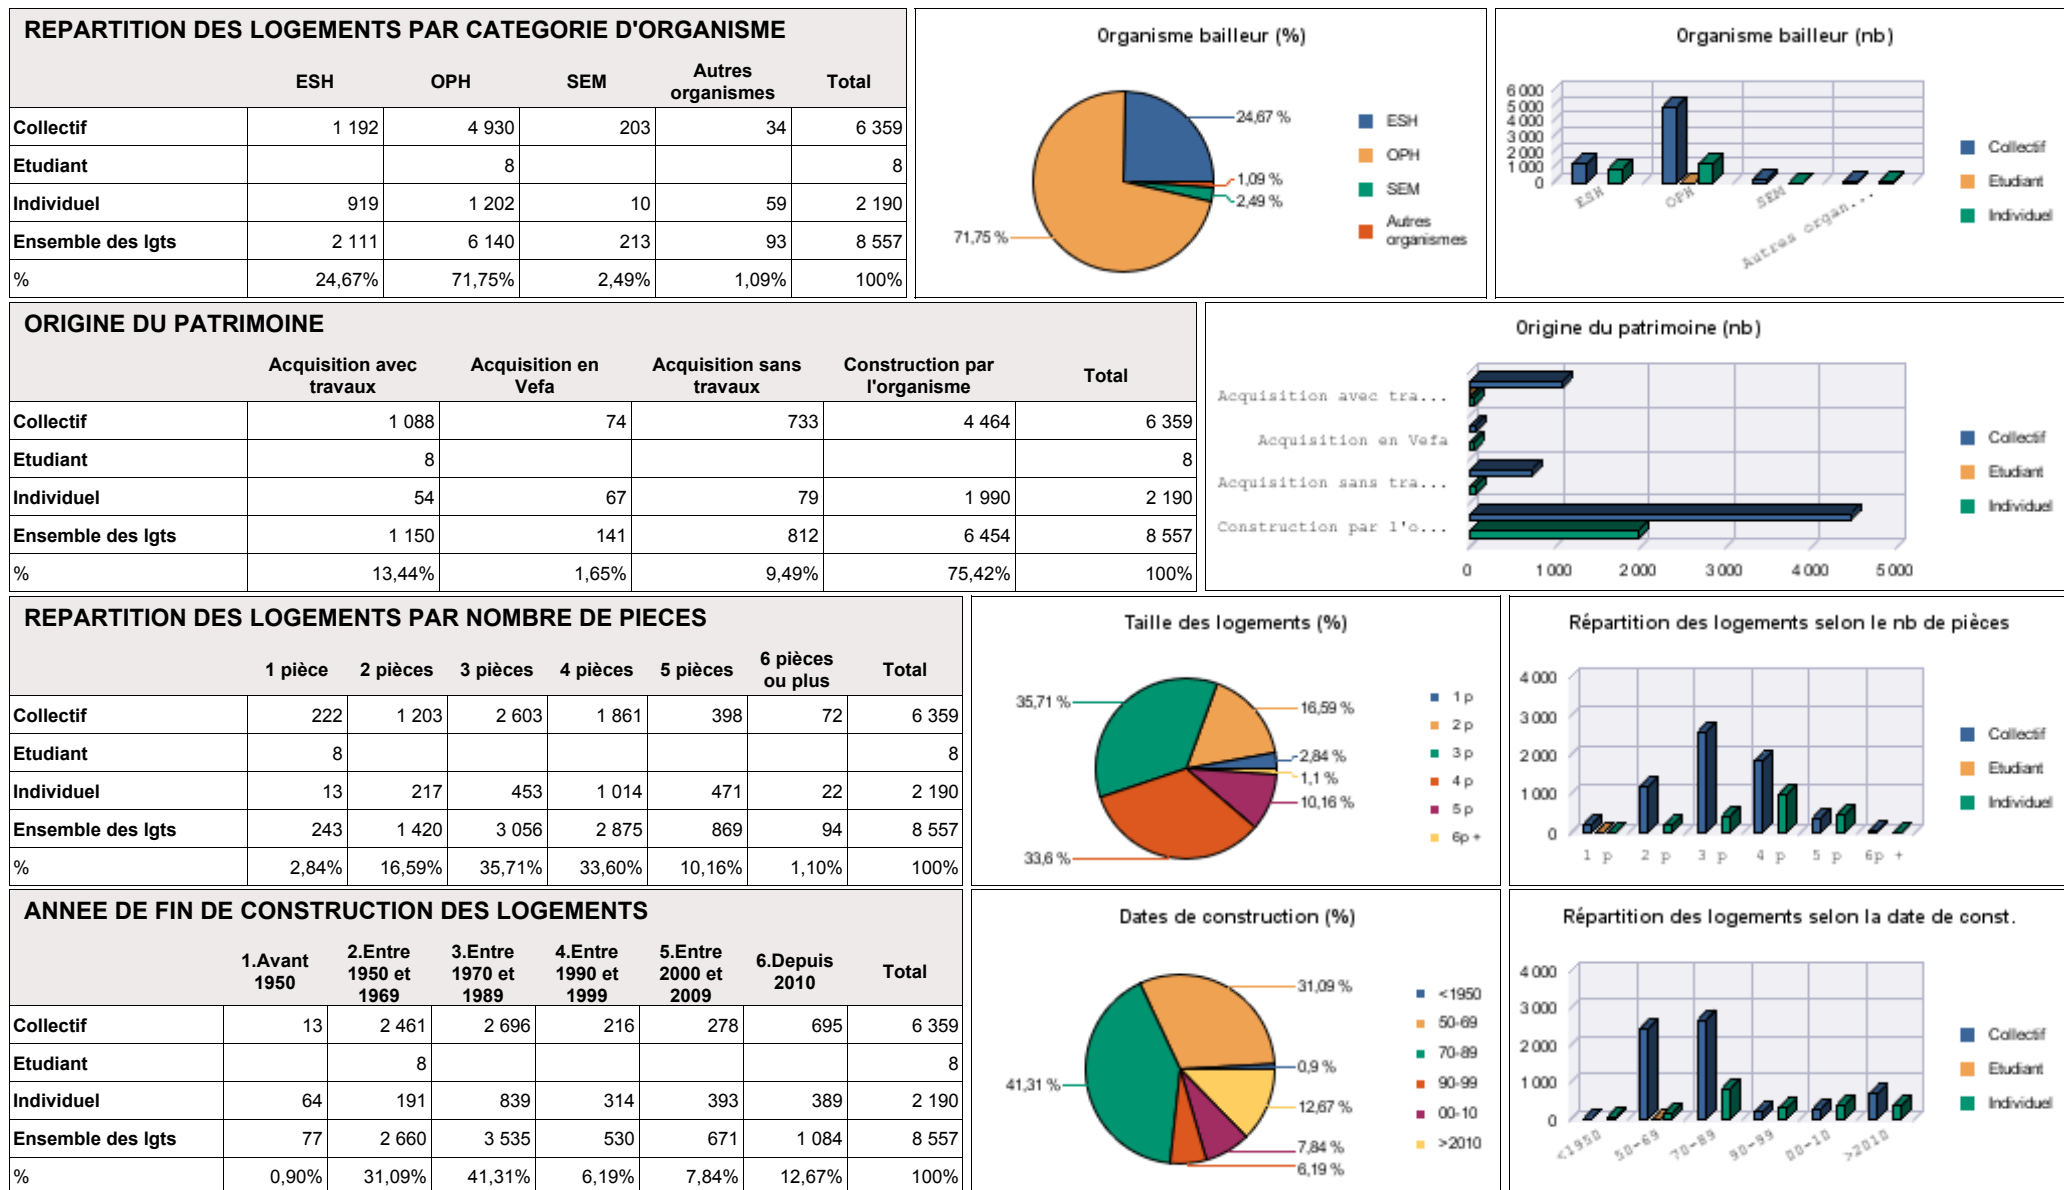 REPARTITION DES LOGEMENTS PAR CATEGORIE D'ORGANISME
ESH OPH SEM Autres organismes Total
Collectif 1 192 4 930 203 34 6 359
Etudiant 8 8
Individuel 919 1 202 10 59 2 190
Ensemble des lgts 2 111 6 140 213 93 8 557
% 24,67% 71,75% 2,49% 1,09% 100%
Organisme bailleur (%)
24,67 %
1,09 %
2,49 %
71,75 %
ESH
OPH
SEM
Autres organismes
Organisme bailleur (nb)
6 000
5 000
4 000
3 000
2 000
1 000
0
ESH OPH SEM Autres organ...
Collectif
Etudiant
Individuel
ORIGINE DU PATRIMOINE
Acquisition avec travaux Acquisition en Vefa Acquisition sans travaux Construction par l'organisme Total
Collectif 1 088 74 733 4 464 6 359
Etudiant 8 8
Individuel 54 67 79 1 990 2 190
Ensemble des lgts 1 150 141 812 6 454 8 557
% 13,44% 1,65% 9,49% 75,42% 100%
Origine du patrimoine (nb)
Acquisition avec tra...
Acquisition en Vefa
Acquisition sans tra...
Construction par l'o...
0 1 000 2 000 3 000 4 000 5 000
Collectif
Etudiant
Individuel
REPARTITION DES LOGEMENTS PAR NOMBRE DE PIECES
1 pièce 2 pièces 3 pièces 4 pièces 5 pièces 6 pièces ou plus Total
Collectif 222 1 203 2 603 1 861 398 72 6 359
Etudiant 8 8
Individuel 13 217 453 1 014 471 22 2 190
Ensemble des lgts 243 1 420 3 056 2 875 869 94 8 557
% 2,84% 16,59% 35,71% 33,60% 10,16% 1,10% 100%
Taille des logements (%)
35,71 %
16,59 %
2,84 %
1,1 %
10,16 %
33,6 %
1 p
2 p
3 p
4 p
5 p
6p +
Répartition des logements selon le nb de pièces
4 000
3 000
2 000
1 000
0
1 p 2 p 3 p 4 p 5 p 6p +
Collectif
Etudiant
Individuel
ANNEE DE FIN DE CONSTRUCTION DES LOGEMENTS
1.Avant 1950 2.Entre 1950 et 1969 3.Entre 1970 et 1989 4.Entre 1990 et 1999 5.Entre 2000 et 2009 6.Depuis 2010 Total
Collectif 13 2 461 2 696 216 278 695 6 359
Etudiant 8 8
Individuel 64 191 839 314 393 389 2 190
Ensemble des lgts 77 2 660 3 535 530 671 1 084 8 557
% 0,90% 31,09% 41,31% 6,19% 7,84% 12,67% 100%
Dates de construction (%)
31,09 %
0,9 %
41,31 %
12,67 %
7,84 %
6,19 %
<1950
50-69
70-89
90-99
00-10
>2010
Répartition des logements selon la date de const.
4 000
3 000
2 000
1 000
0
<1950 50-69 70-89 90-99 00-10 >2010
Collectif
Etudiant
Individuel